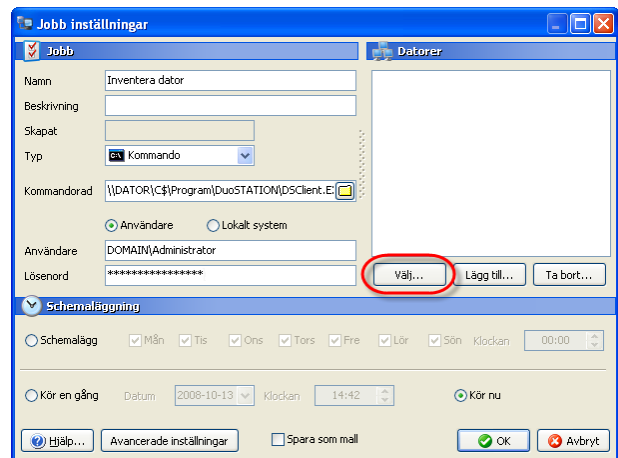 Jobb inställningar
Jobb
Namn Inventera dator
Beskrivning
Skapat
Typ Kommando
Kommandorad \\DATOR\C$\Program\DuoSTATION\DSClient.E
Användare Lokalt system
Användare DOMAIN\Administrator
Lösenord ****************
Datorer
Välj... Lägg till... Ta bort...
Schemaläggning
Schemalägg Mån Tis Ons Tors Fre Lör Sön Klockan 00:00
Kör en gång Datum 2008-10-13 Klockan 14:42 Kör nu
Hjälp... Avancerade inställningar Spara som mall OK Avbryt